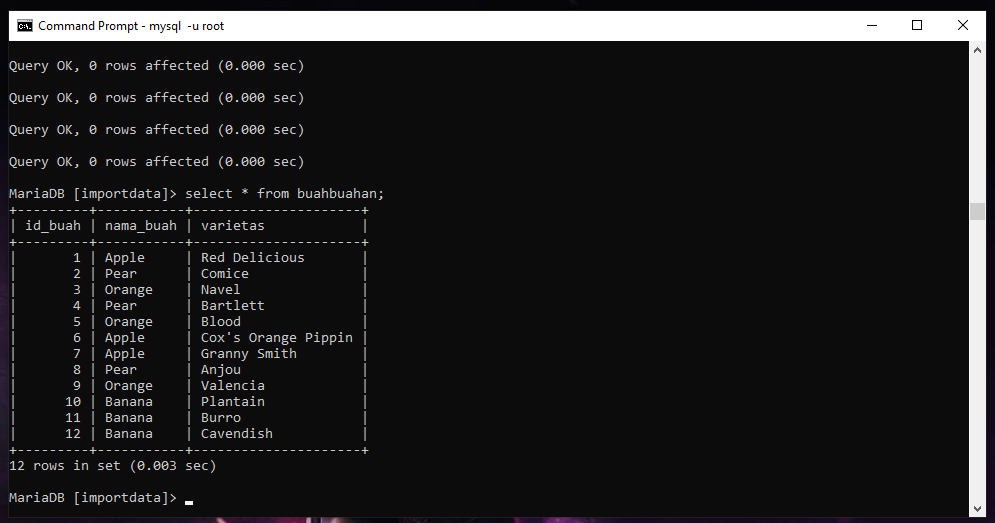 Command Prompt - mysql  -u root
Query OK, 0 rows affected (0.000 sec)
Query OK, 0 rows affected (0.000 sec)
Query OK, 0 rows affected (0.000 sec)
Query OK, 0 rows affected (0.000 sec)
MariaDB [importdata]> select * from buahbuahan;
+---------+-----------+---------------------+
| id_buah | nama_buah | varietas            |
+---------+-----------+---------------------+
|       1 | Apple     | Red Delicious       |
|       2 | Pear      | Comice              |
|       3 | Orange    | Navel               |
|       4 | Pear      | Bartlett            |
|       5 | Orange    | Blood               |
|       6 | Apple     | Cox's Orange Pippin |
|       7 | Apple     | Granny Smith        |
|       8 | Pear      | Anjou               |
|       9 | Orange    | Valencia            |
|      10 | Banana    | Plantain            |
|      11 | Banana    | Burro               |
|      12 | Banana    | Cavendish           |
+---------+-----------+---------------------+
12 rows in set (0.003 sec)
MariaDB [importdata]> _